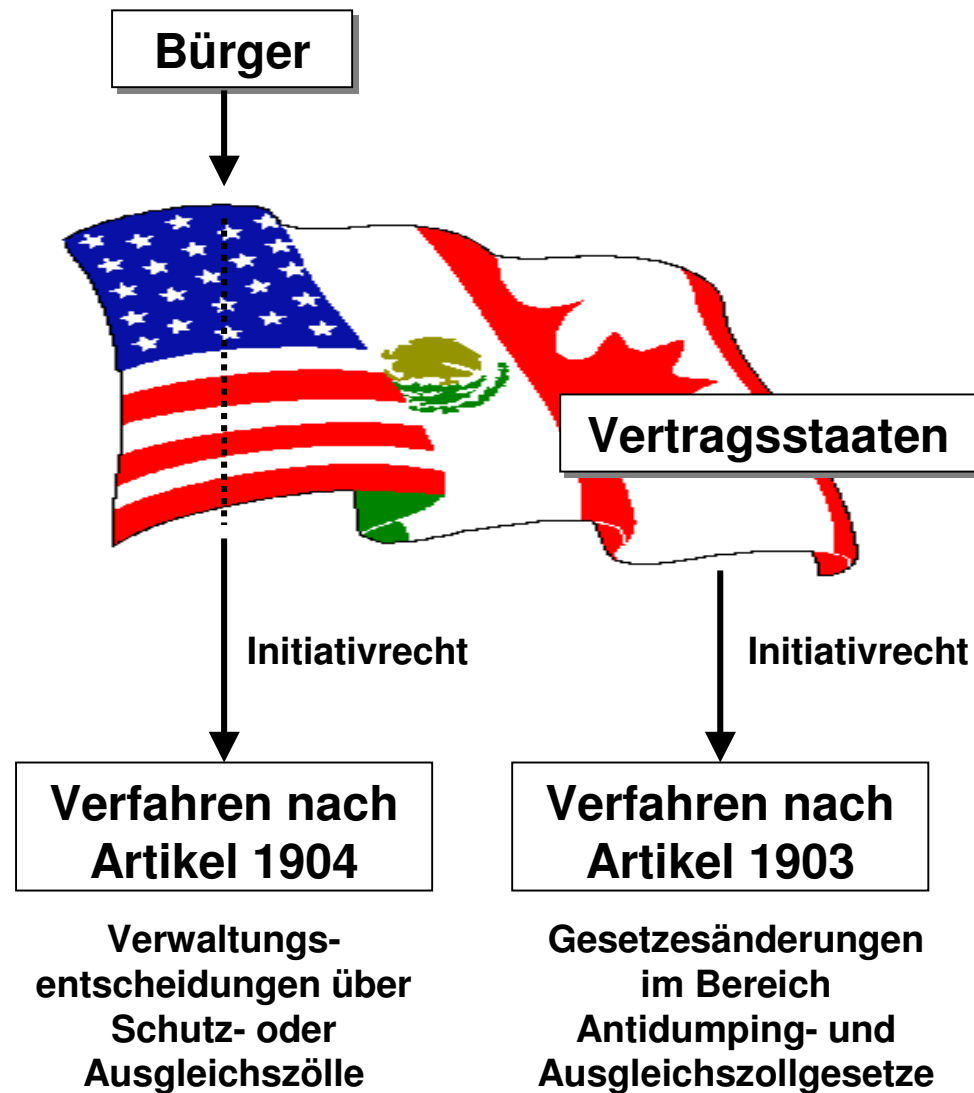 Bürger
Vertragsstaaten
Initiativrecht
Initiativrecht
Verfahren nach
Artikel 1904
Verfahren nach
Artikel 1903
Verwaltungs-
entscheidungen über
Schutz- oder
Ausgleichszölle
Gesetzesänderungen
im Bereich
Antidumping- und
Ausgleichszollgesetze